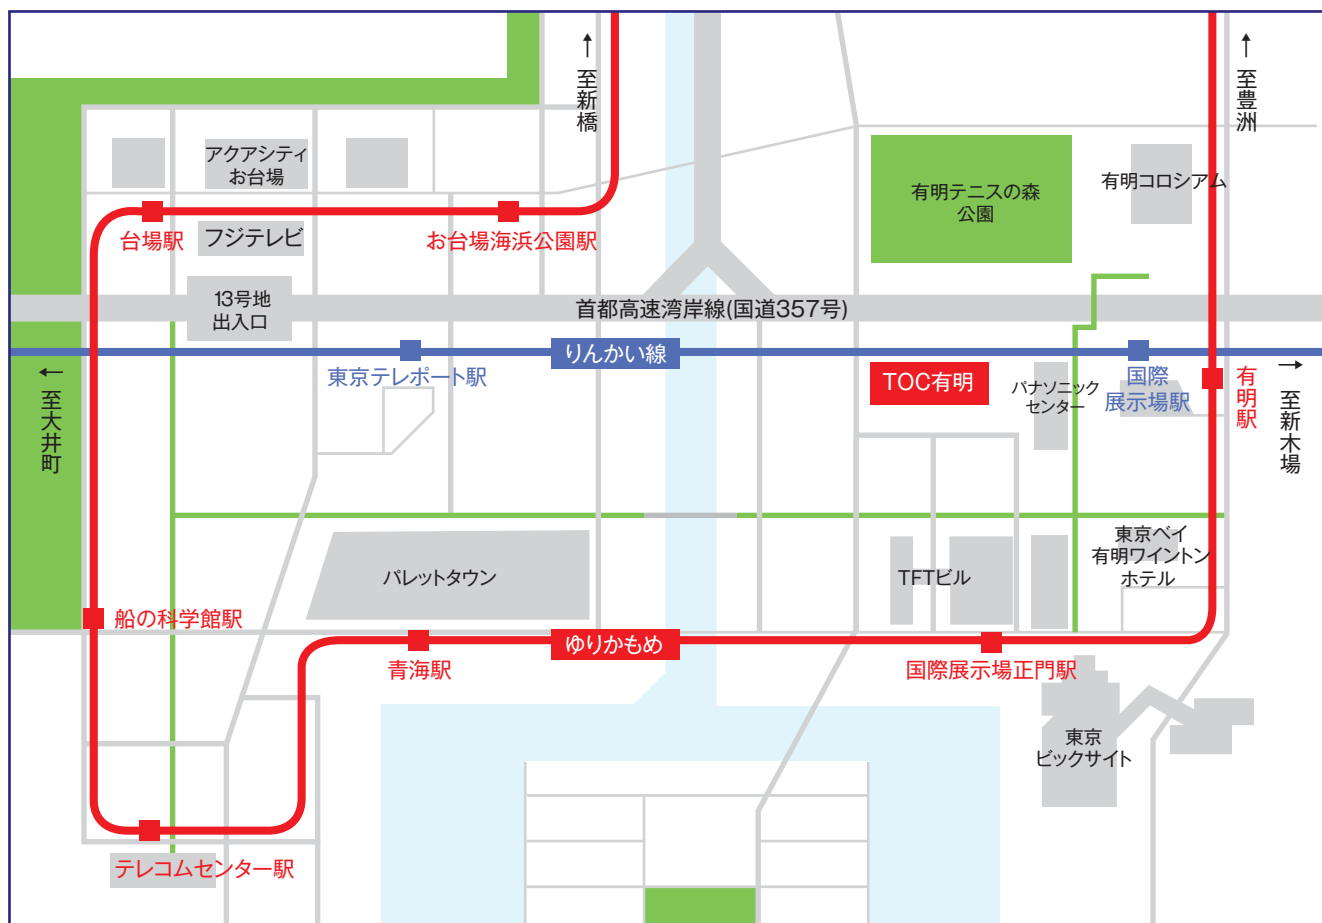 至新橋
至豊洲
アクアシティ
お台場
有明テニスの森
公園
有明コロシアム
台場駅
フジテレビ
お台場海浜公園駅
13号地
出入口
首都高速湾岸線(国道357号)
りんかい線
東京テレポート駅
TOC有明
パナソニック
センター
国際
展示場駅
有明駅
至大井町
至新木場
パレットタウン
TFTビル
東京ベイ
有明ワイントン
ホテル
船の科学館駅
青海駅
ゆりかもめ
国際展示場正門駅
東京
ビックサイト
テレコムセンター駅